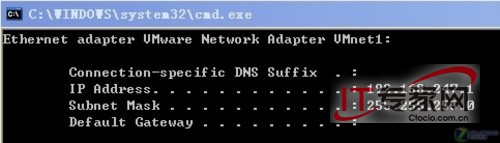 C:\WINDOWS\system32\cmd.exe
Ethernet adapter VMware Network Adapter VMnet1:
Connection-specific DNS Suffix . :
IP Address. . . . . . . . . . . . :
Subnet Mask . . . . . . . . . . . :
Default Gateway . . . . . . . . . :
IT专家网
Ctocio.com.cn